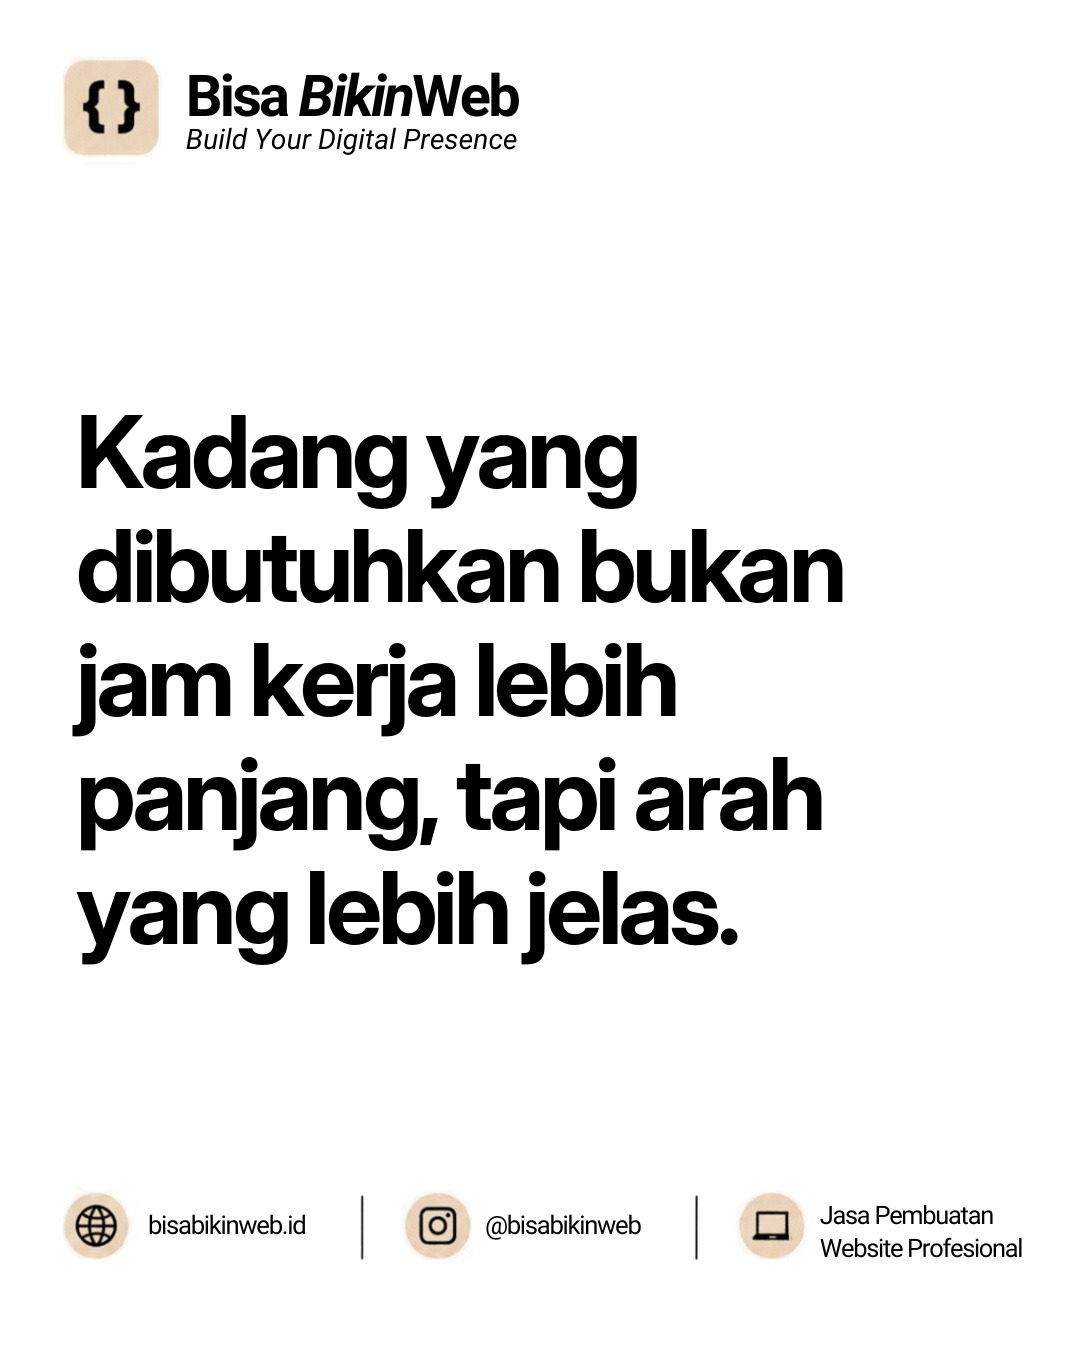 Bisa BikinWeb
Build Your Digital Presence
Kadang yang
dibutuhkan bukan
jam kerja lebih
panjang, tapi arah
yang lebih jelas.
bisabikinweb.id
@bisabikinweb
Jasa Pembuatan
Website Profesional